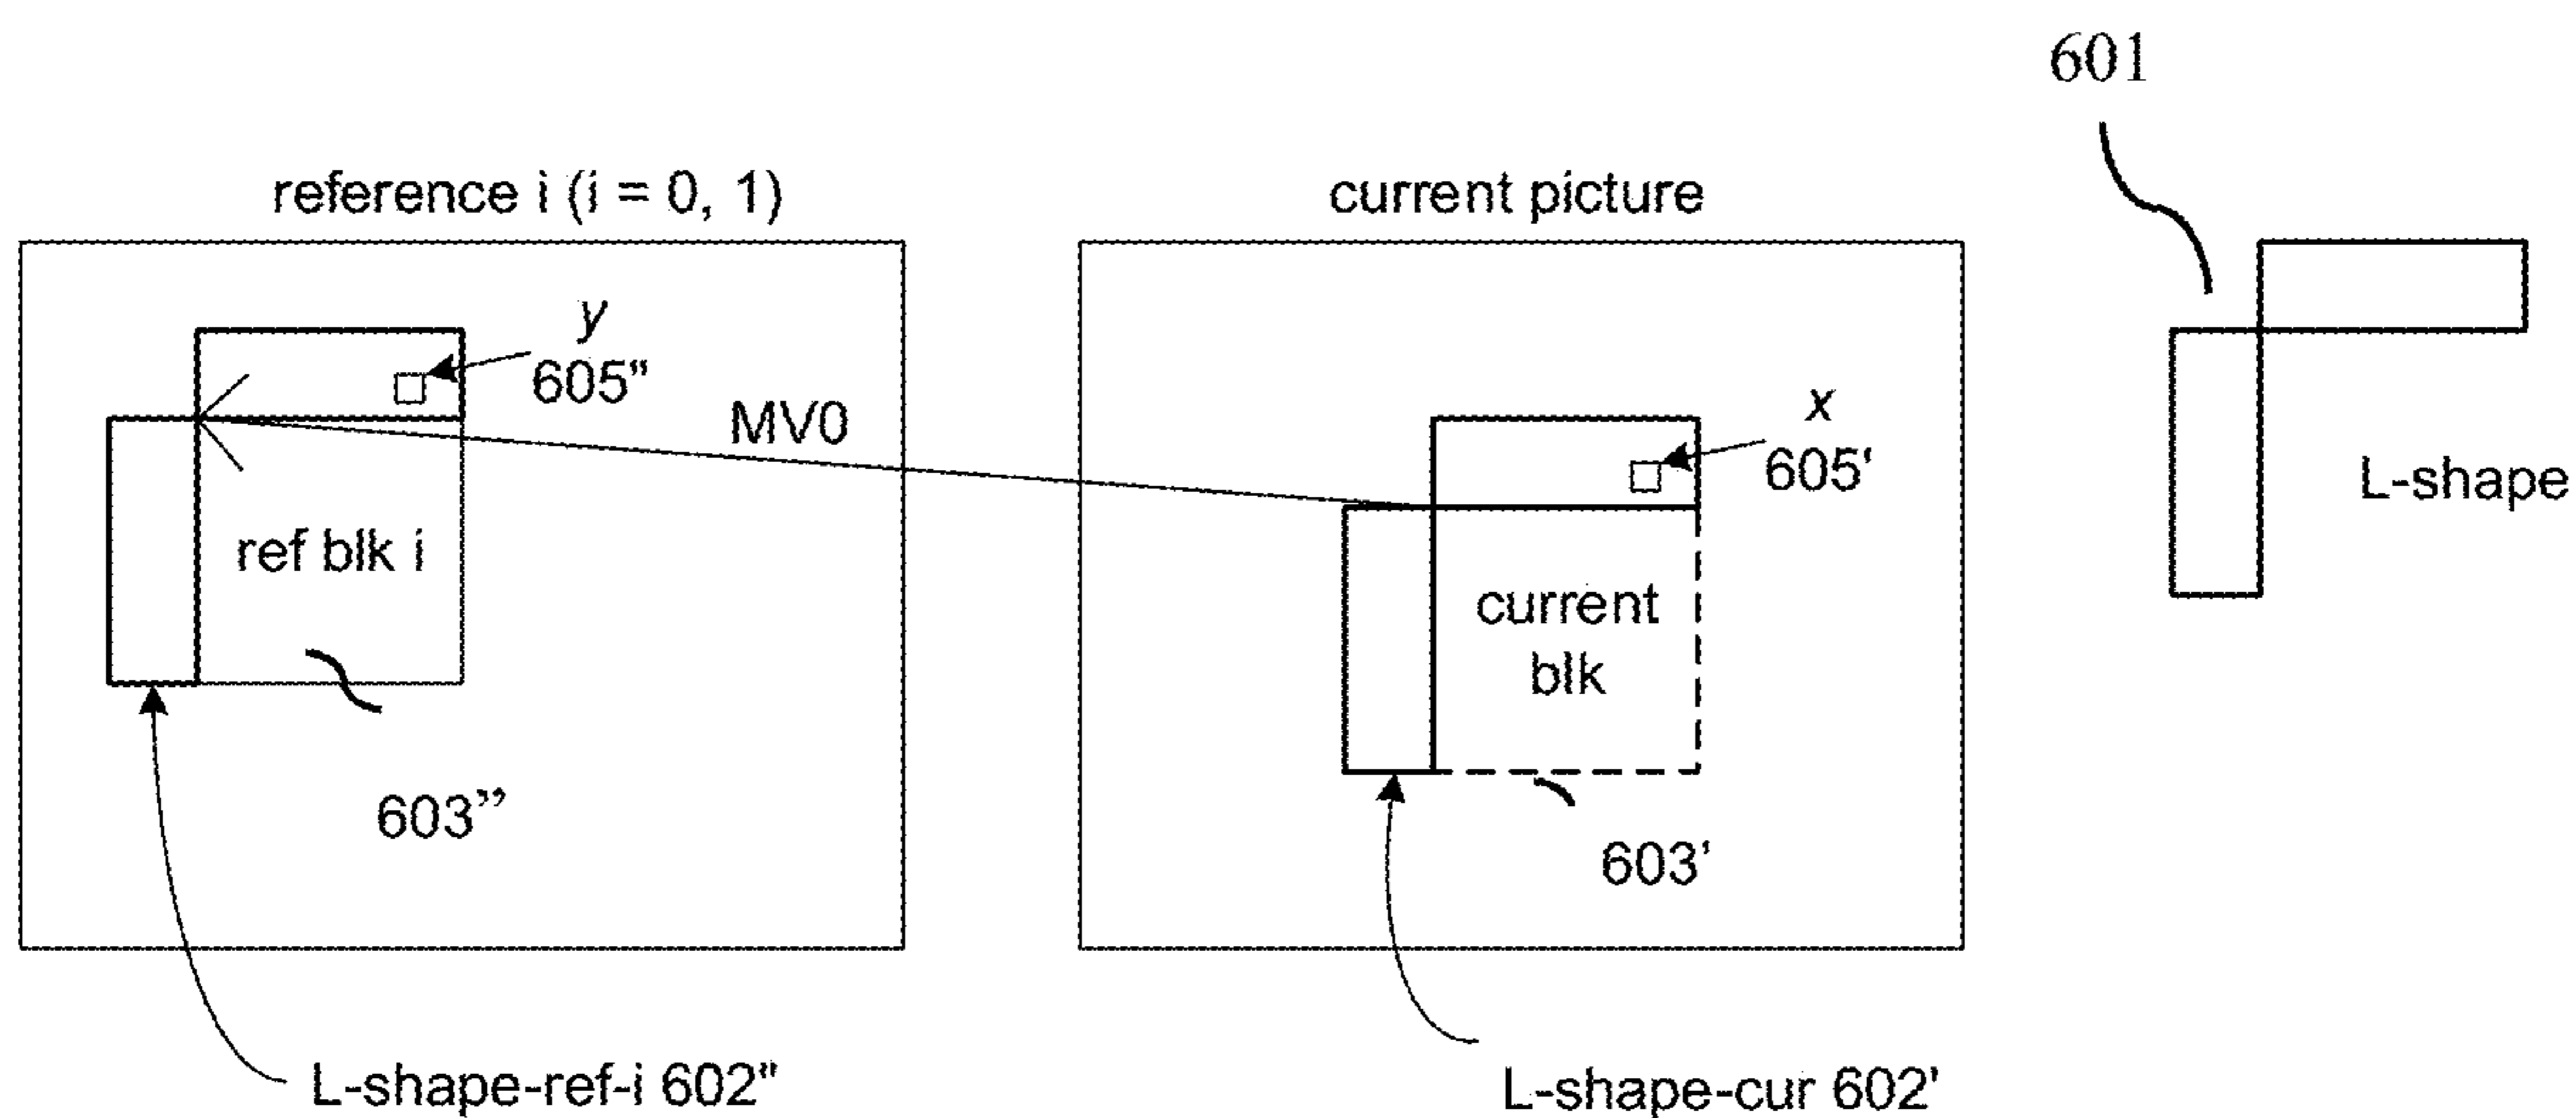 601
reference i (i = 0, 1)
current picture
y
605"
MV0
x
605'
L-shape
ref blk i
current
blk
603”
603'
L-shape-ref-i 602"
L-shape-cur 602'